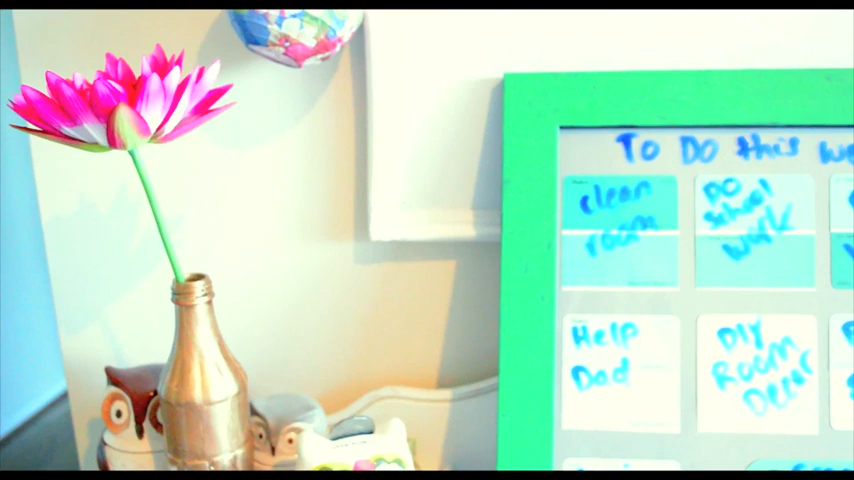 To Do this
clean
room
DO
school
work
Help
Dad
DIY
ROOM
Decor